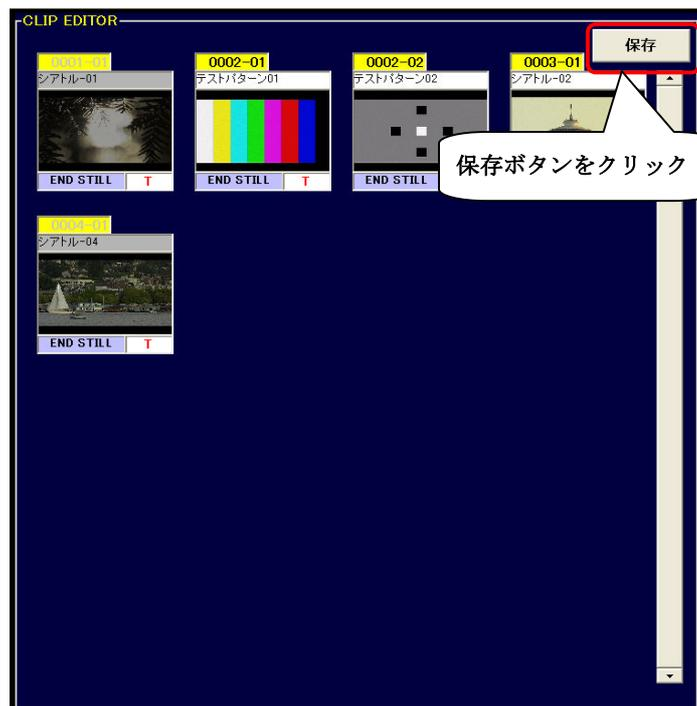 CLIP EDITOR
保存
0001-01
シアトル-01
END STILL T
0002-01
テストパターン01
END STILL T
0002-02
テストパターン02
END STILL
0003-01
シアトル-02
保存ボタンをクリック
0004-01
シアトル-04
END STILL T